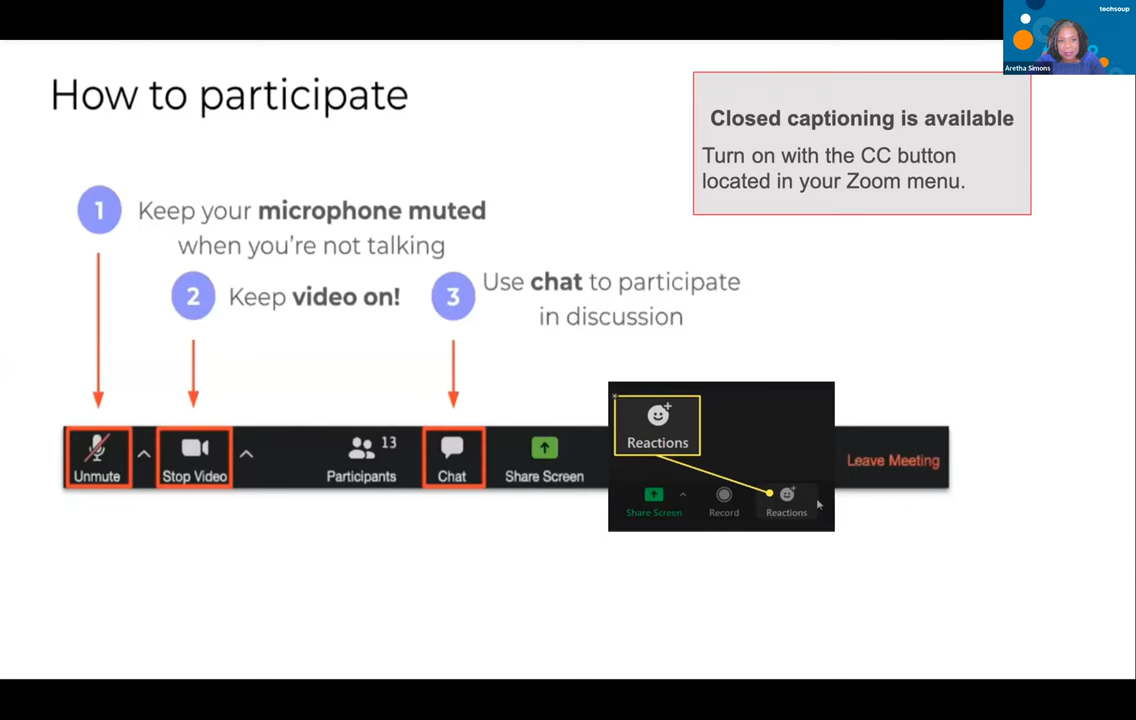 techsoup
Aretha Simons
How to participate
Closed captioning is available
Turn on with the CC button
located in your Zoom menu.
1
Keep your microphone muted
when you're not talking
2
Keep video on!
3
Use chat to participate
in discussion
Unmute
Stop Video
13
Participants
Chat
Share Screen
Reactions
Share Screen
Record
Reactions
Leave Meeting